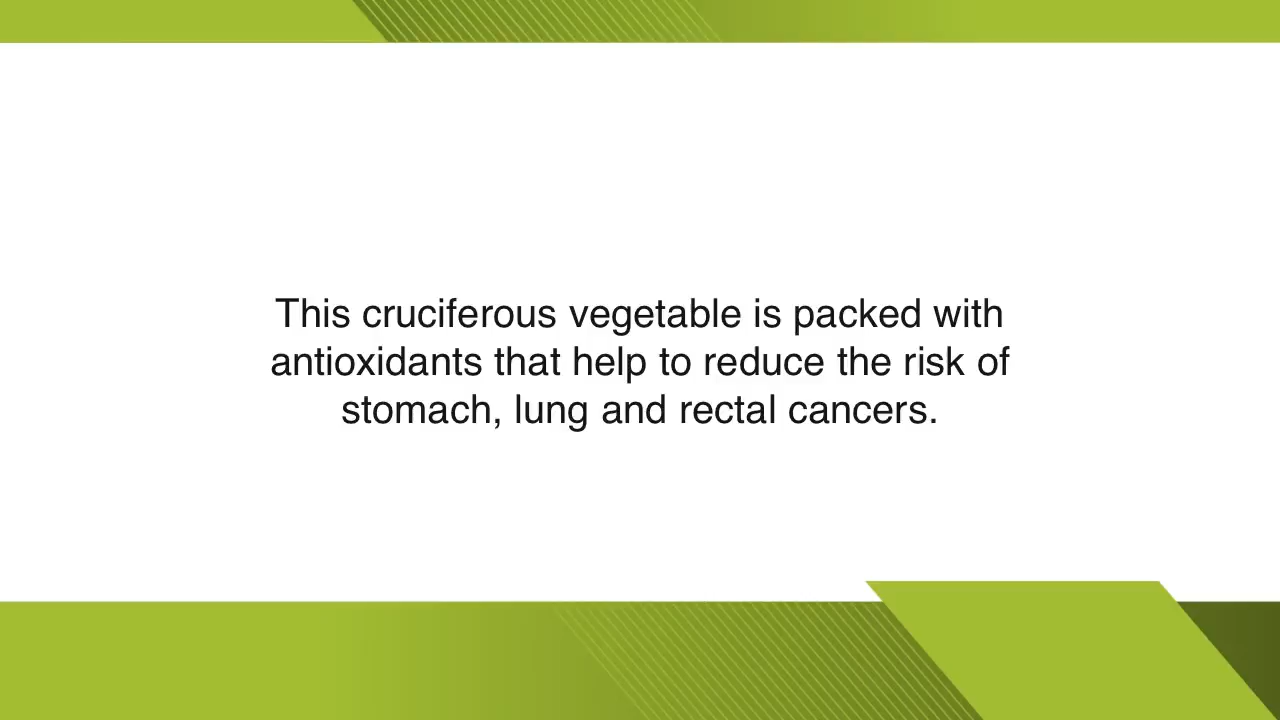 This cruciferous vegetable is packed with
antioxidants that help to reduce the risk of
stomach, lung and rectal cancers.